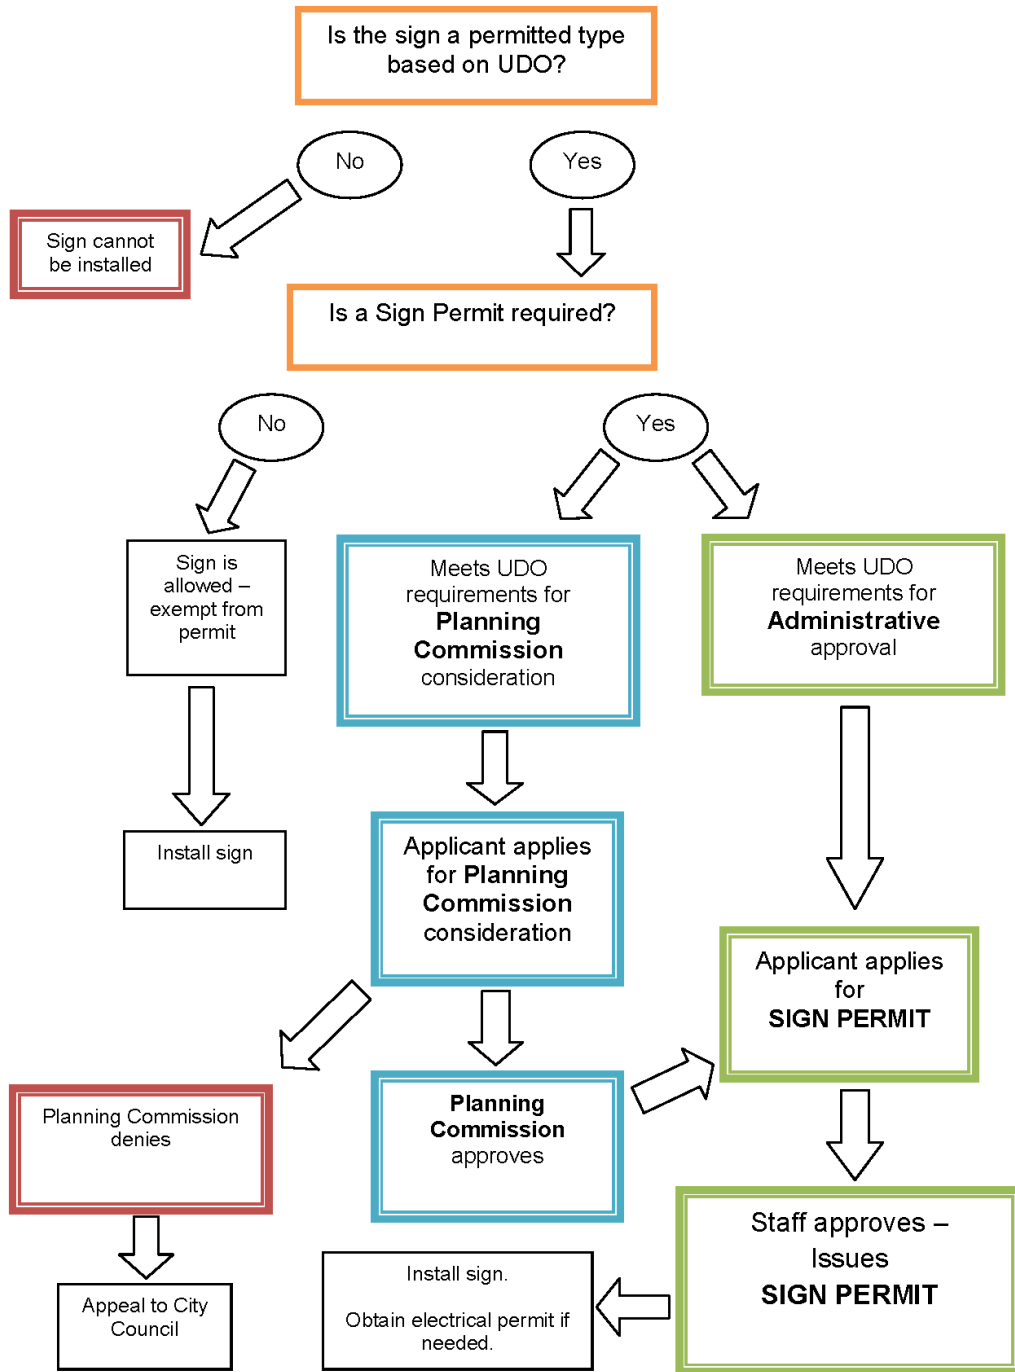 Is the sign a permitted type
based on UDO?
No
Yes
Sign cannot
be installed
Is a Sign Permit required?
No
Yes
Sign is
allowed –
exempt from
permit
Meets UDO
requirements for
Planning
Commission
consideration
Meets UDO
requirements for
Administrative
approval
Install sign
Applicant applies
for Planning
Commission
consideration
Applicant applies
for
SIGN PERMIT
Planning Commission
denies
Planning
Commission
approves
Staff approves –
Issues
SIGN PERMIT
Install sign.
Obtain electrical permit if
needed.
Appeal to City
Council